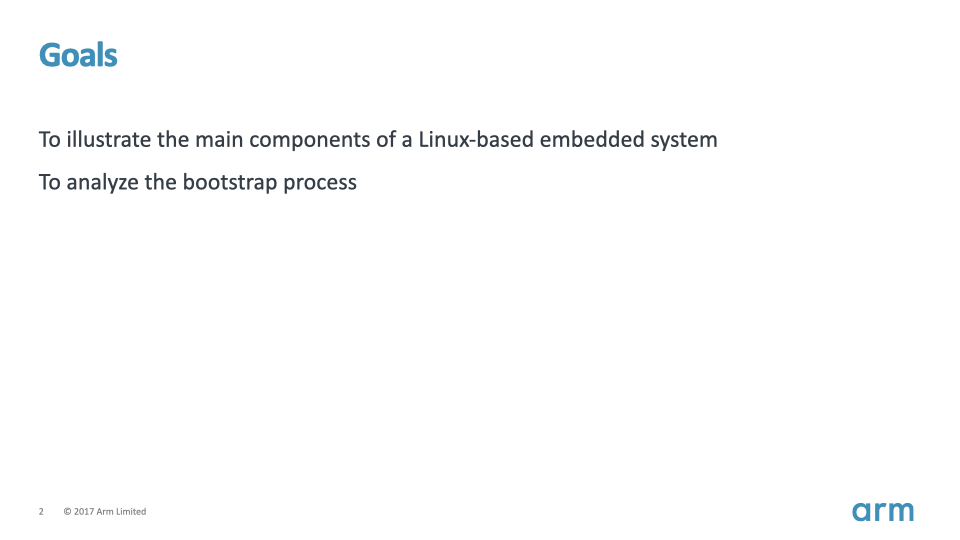 Goals
To illustrate the main components of a Linux-based embedded system
To analyze the bootstrap process
2 © 2017 Arm Limited
arm